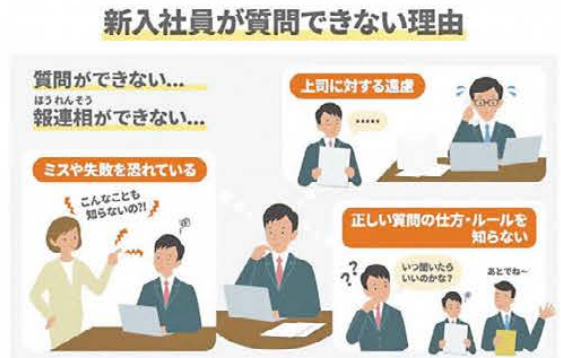 新入社員が質問できない理由
質問ができない…
ほうれんそう
報連相ができない…
上司に対する遠慮
・・・・・
ミスや失敗を恐れている
こんなことも
知らないの?!
正しい質問の仕方・ルールを
知らない
??
いつ聞いたら
いいのかな?
あとでね〜